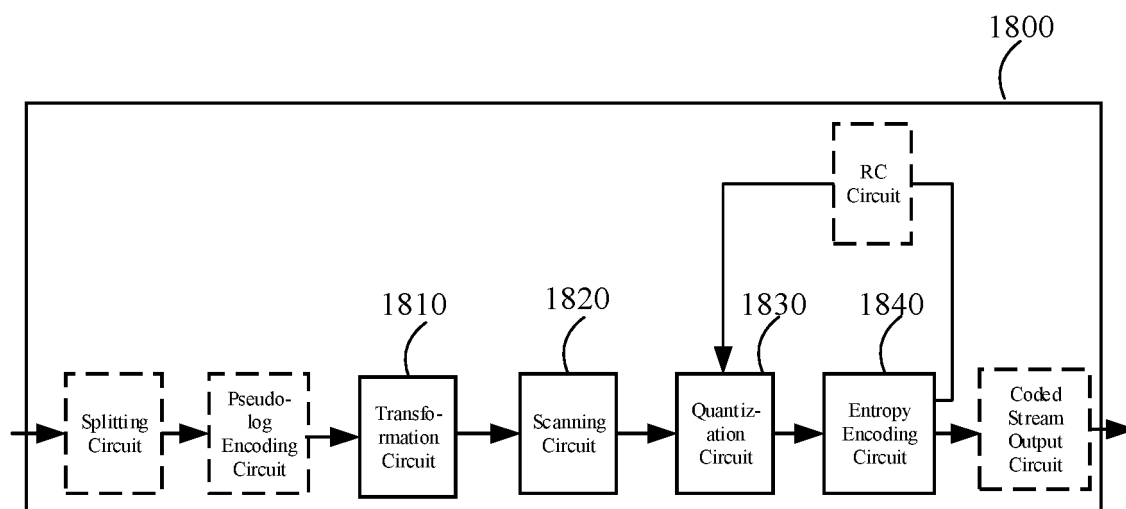 1800
RC
Circuit
1810
1820
1830
1840
Splitting
Circuit
Pseudo-
log
Encoding
Circuit
Transfo-
rmation
Circuit
Scanning
Circuit
Quantiz-
ation
Circuit
Entropy
Encoding
Circuit
Coded
Stream
Output
Circuit